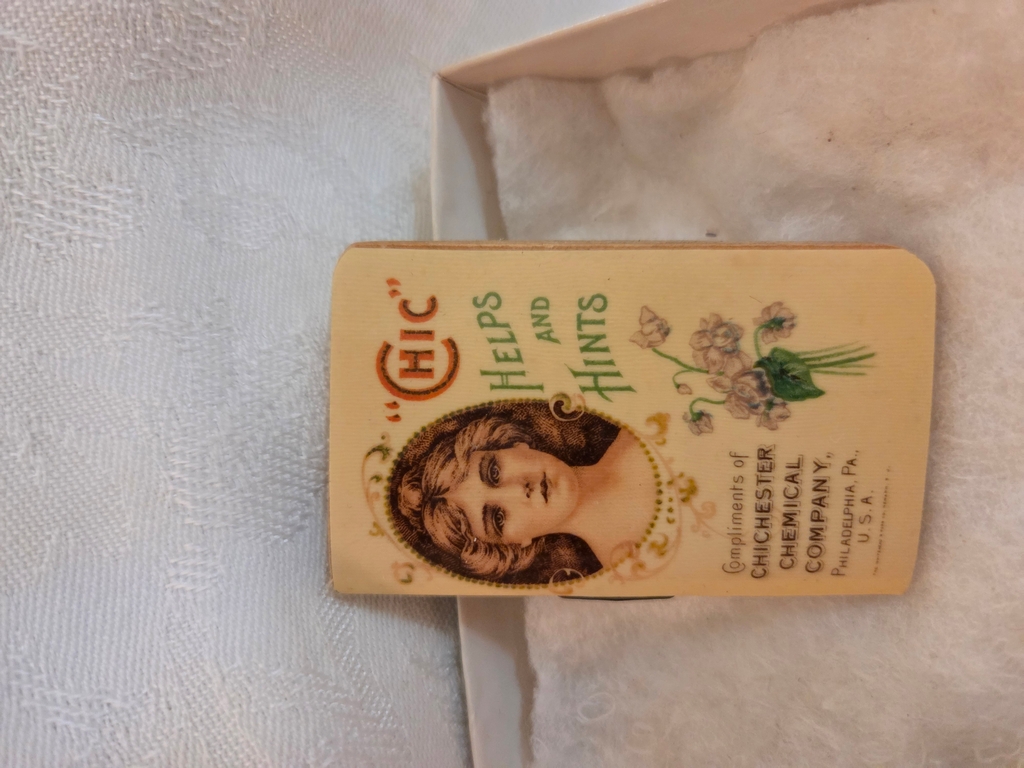 "CHIC"
HELPS
AND
HINTS
Compliments of
CHICHESTER
CHEMICAL
COMPANY,
PHILADELPHIA, PA.,
U. S. A.